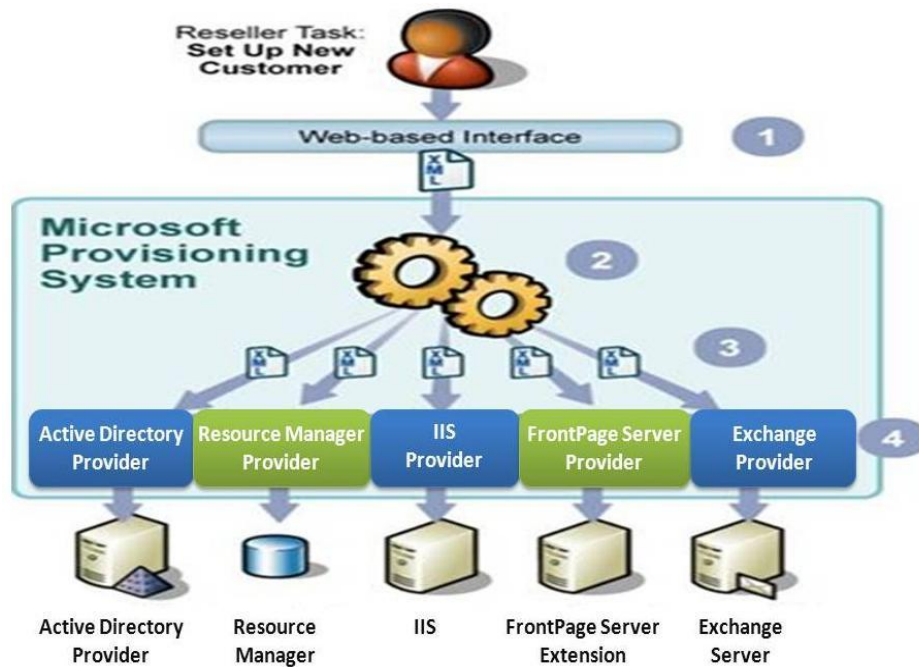 Reseller Task:
Set Up New
Customer
Web-based Interface
1
XML
Microsoft
Provisioning
System
2
3
XML
XML
XML
XML
XML
Active Directory
Provider
Resource Manager
Provider
IIS
Provider
FrontPage Server
Provider
Exchange
Provider
4
Active Directory
Provider
Resource
Manager
IIS
FrontPage Server
Extension
Exchange
Server